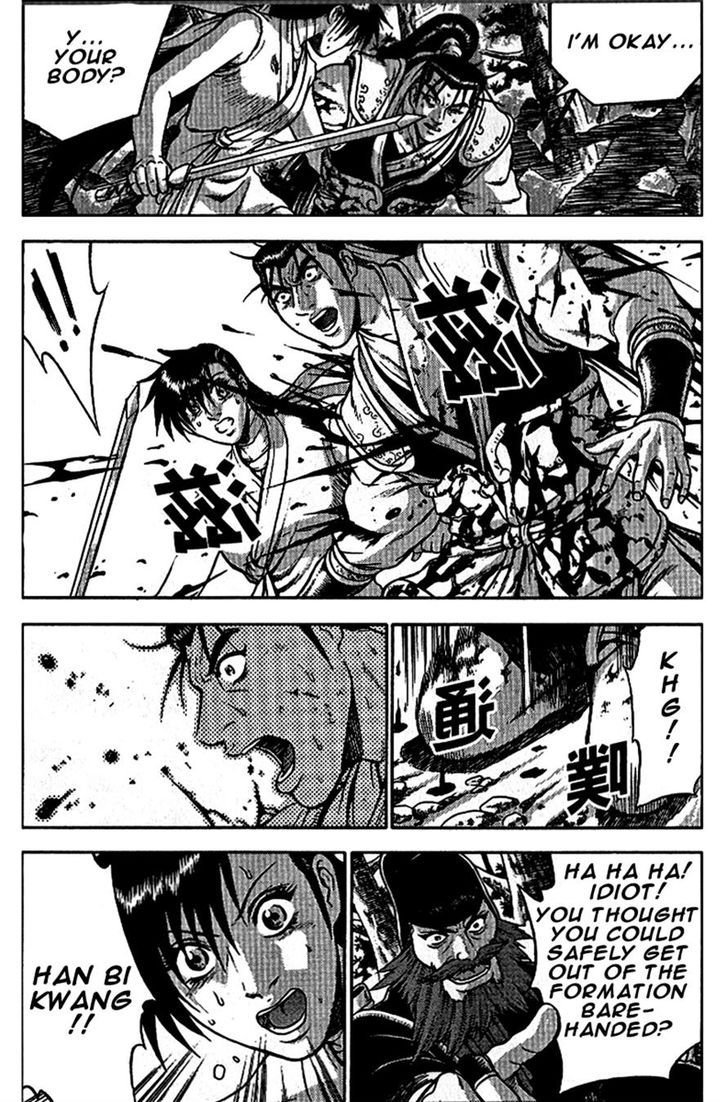 Y...
YOUR
BODY?
I'M OKAY...
!!
KHG!!
HAN BI
KWANG
!!
HA HA HA!
IDIOT!
YOU THOUGHT
YOU COULD
SAFELY GET
OUT OF THE
FORMATION
BARE-
HANDED?